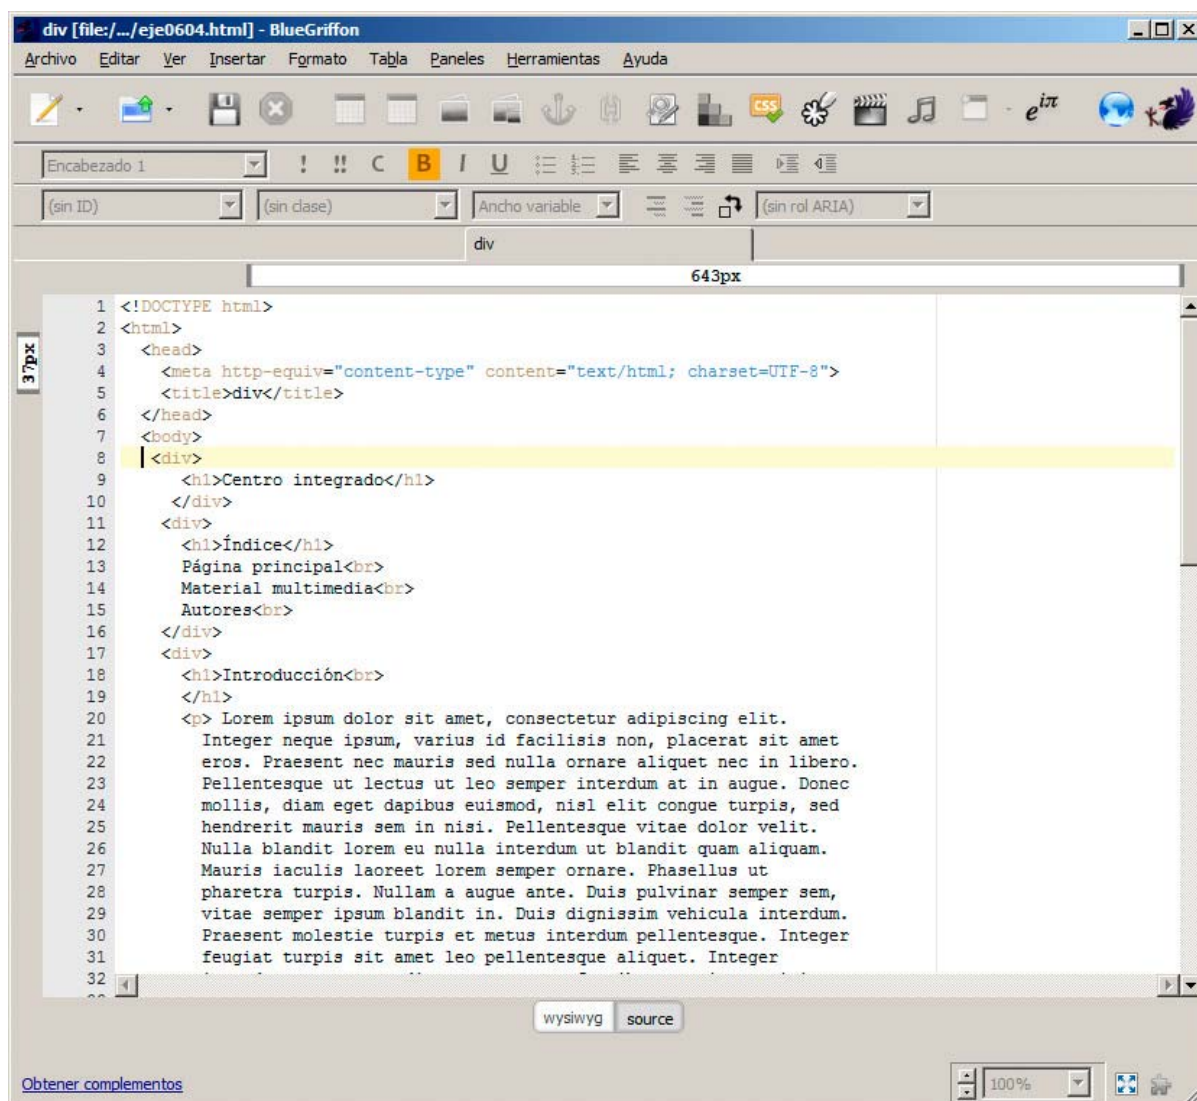 div [file:/.../eje0604.html] - BlueGriffon
Archivo Editar Ver Insertar Formato Tabla Paneles Herramientas Ayuda
CSS e^iπ
Encabezado 1 ! !! C B I U
(sin ID) (sin clase) Ancho variable (sin rol ARIA)
div
643px
37px
1 <!DOCTYPE html>
2 <html>
3 <head>
4 <meta http-equiv="content-type" content="text/html; charset=UTF-8">
5 <title>div</title>
6 </head>
7 <body>
8 <div>
9 <h1>Centro integrado</h1>
10 </div>
11 <div>
12 <h1>Índice</h1>
13 Página principal<br>
14 Material multimedia<br>
15 Autores<br>
16 </div>
17 <div>
18 <h1>Introducción<br>
19 </h1>
20 <p> Lorem ipsum dolor sit amet, consectetur adipiscing elit.
21 Integer neque ipsum, varius id facilisis non, placerat sit amet
22 eros. Praesent nec mauris sed nulla ornare aliquet nec in libero.
23 Pellentesque ut lectus ut leo semper interdum at in augue. Donec
24 mollis, diam eget dapibus euismod, nisl elit congue turpis, sed
25 hendrerit mauris sem in nisi. Pellentesque vitae dolor velit.
26 Nulla blandit lorem eu nulla interdum ut blandit quam aliquam.
27 Mauris iaculis laoreet lorem semper ornare. Phasellus ut
28 pharetra turpis. Nullam a augue ante. Duis pulvinar semper sem,
29 vitae semper ipsum blandit in. Duis dignissim vehicula interdum.
30 Praesent molestie turpis et metus interdum pellentesque. Integer
31 feugiat turpis sit amet leo pellentesque aliquet. Integer
32
wysiwyg source
Obtener complementos 100%